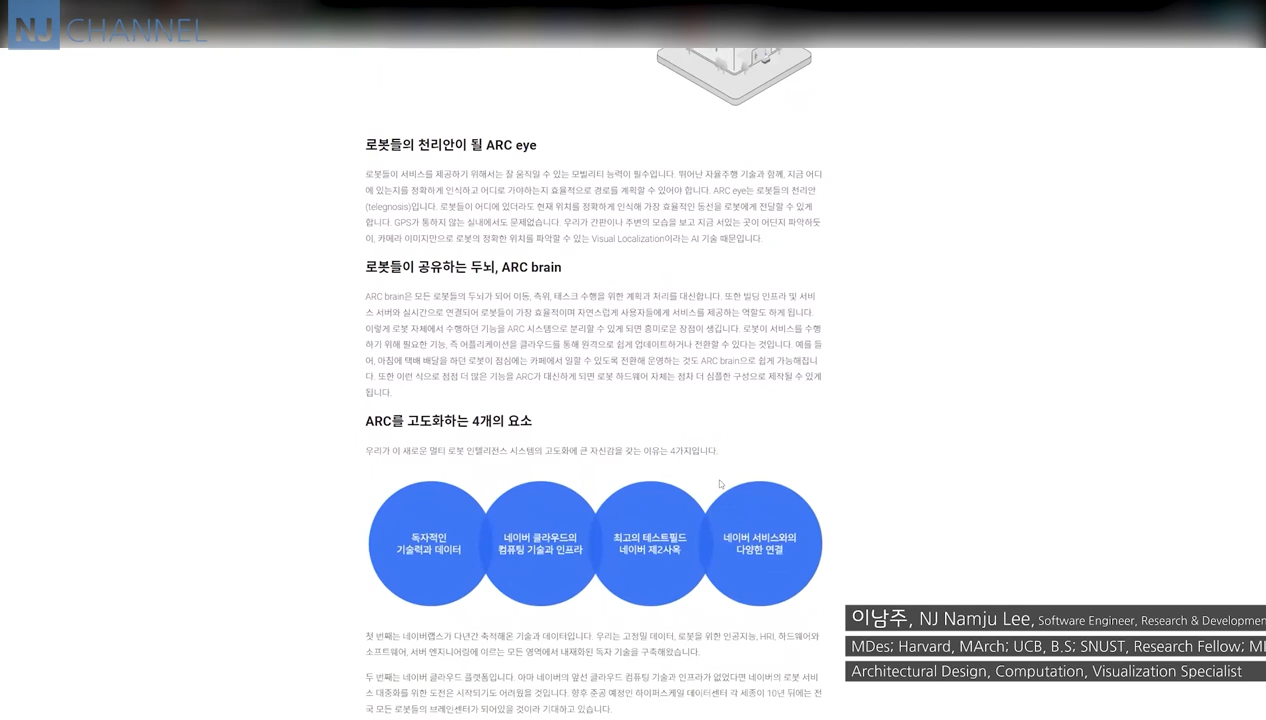 NJ CHANNEL
로봇들의 천리안이 될 ARC eye
로봇들이 서비스를 제공하기 위해서는 잘 움직일 수 있는 모빌리티 능력이 필수입니다. 뛰어난 자율주행 기술과 함께, 지금 어디
에 있는지를 정확하게 인식하고 어디로 가야하는지 효율적으로 경로를 계획할 수 있어야 합니다. ARC eye는 로봇들의 천리안
(telegnosis)입니다. 로봇들이 어디에 있더라도 현재 위치를 정확하게 인식해 가장 효율적인 동선을 로봇에게 전달할 수 있게
합니다. GPS가 통하지 않는 실내에서도 문제없습니다. 우리가 간판이나 주변의 모습을 보고 지금 서있는 곳이 어딘지 파악하듯
이, 카메라 이미지만으로 로봇의 정확한 위치를 파악할 수 있는 Visual Localization이라는 AI 기술 때문입니다.
로봇들이 공유하는 두뇌, ARC brain
ARC brain은 모든 로봇들의 두뇌가 되어 이동, 측위, 태스크 수행을 위한 계획과 처리를 대신합니다. 또한 빌딩 인프라 및 서비
스 서버와 실시간으로 연결되어 로봇들이 가장 효율적이며 자연스럽게 사용자들에게 서비스를 제공하는 역할도 하게 됩니다.
이렇게 로봇 자체에서 수행하던 기능을 ARC 시스템으로 분리할 수 있게 되면 흥미로운 장점이 생깁니다. 로봇이 서비스를 수행
하기 위해 필요한 기능, 즉 어플리케이션을 클라우드를 통해 원격으로 쉽게 업데이트하거나 전환할 수 있다는 것입니다. 예를 들
어, 아침에 택배 배달을 하던 로봇이 점심에는 카페에서 일할 수 있도록 전환해 운영하는 것도 ARC brain으로 쉽게 가능해집니
다. 또한 이런 식으로 점점 더 많은 기능을 ARC가 대신하게 되면 로봇 하드웨어 자체는 점차 더 심플한 구성으로 제작될 수 있게
됩니다.
ARC를 고도화하는 4개의 요소
우리가 이 새로운 멀티 로봇 인텔리전스 시스템의 고도화에 큰 자신감을 갖는 이유는 4가지입니다.
독자적인
기술력과 데이터
네이버 클라우드의
컴퓨팅 기술과 인프라
최고의 테스트필드
네이버 제2사옥
네이버 서비스와의
다양한 연결
첫 번째는 네이버랩스가 다년간 축적해온 기술과 데이터입니다. 우리는 고정밀 데이터, 로봇을 위한 인공지능, HRI, 하드웨어와
소프트웨어, 서버 엔지니어링에 이르는 모든 영역에서 내재화된 독자 기술을 구축해왔습니다.
두 번째는 네이버 클라우드 플랫폼입니다. 아마 네이버의 앞선 클라우드 컴퓨팅 기술과 인프라가 없었다면 네이버의 로봇 서비
스 대중화를 위한 도전은 시작되기도 어려웠을 것입니다. 향후 준공 예정인 하이퍼스케일 데이터센터 각 세종이 10년 뒤에는 전
국 모든 로봇들의 브레인센터가 되어있을 것이라 기대하고 있습니다.
이남주, NJ Namju Lee, Software Engineer, Research & Developmen
MDes; Harvard, MArch; UCB, B.S; SNUST, Research Fellow; MI
Architectural Design, Computation, Visualization Specialist